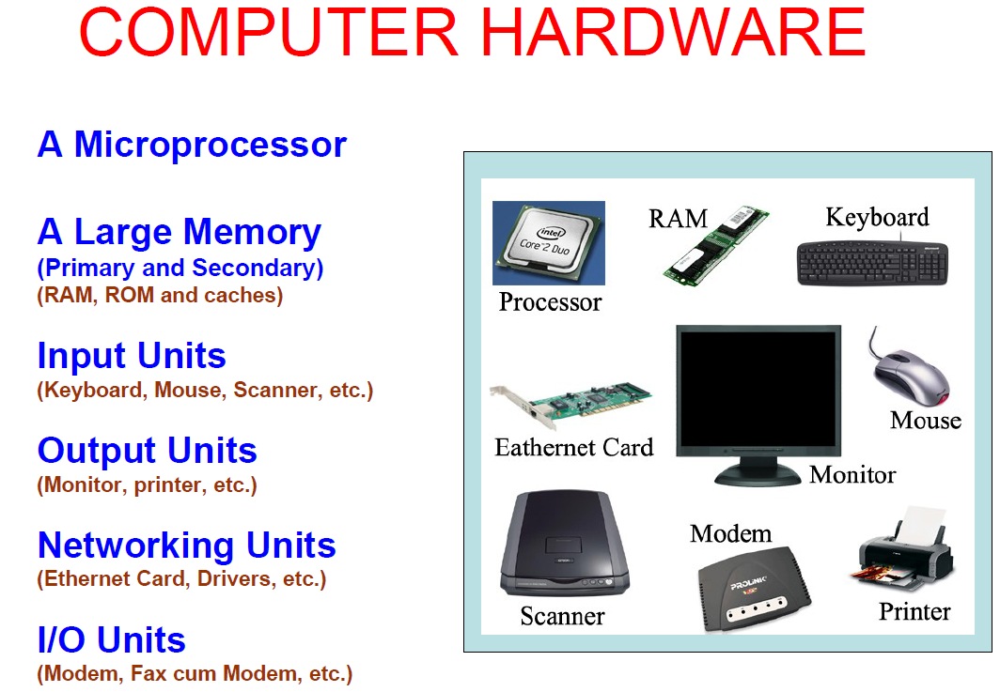 COMPUTER HARDWARE
A Microprocessor
A Large Memory
(Primary and Secondary)
(RAM, ROM and caches)
Input Units
(Keyboard, Mouse, Scanner, etc.)
Output Units
(Monitor, printer, etc.)
Networking Units
(Ethernet Card, Drivers, etc.)
I/O Units
(Modem, Fax cum Modem, etc.)
intel
Core™2 Duo
Processor
RAM
Keyboard
Eathernet Card
Monitor
Mouse
Scanner
Modem
PROLINK
Printer